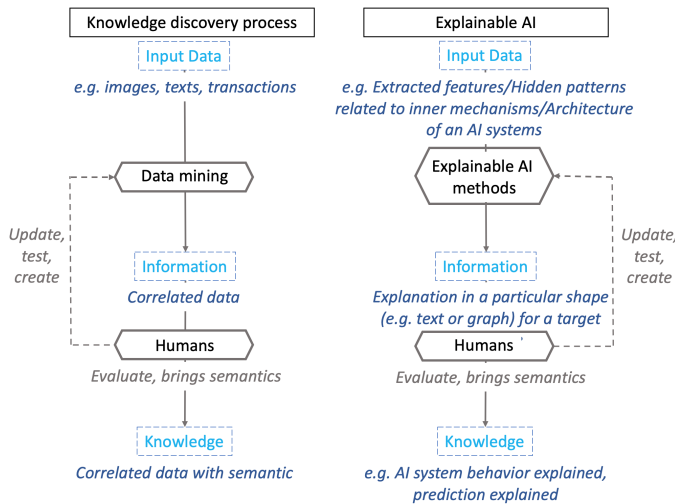 Knowledge discovery process
Input Data
e.g. images, texts, transactions
Data mining
Update,
test,
create
Information
Correlated data
Humans
Evaluate, brings semantics
Knowledge
Correlated data with semantic
Explainable AI
Input Data
e.g. Extracted features/Hidden patterns
related to inner mechanisms/Architecture
of an AI systems
Explainable AI
methods
Update,
test,
create
Information
Explanation in a particular shape
(e.g. text or graph) for a target
Humans
Evaluate, brings semantics
Knowledge
e.g. AI system behavior explained,
prediction explained